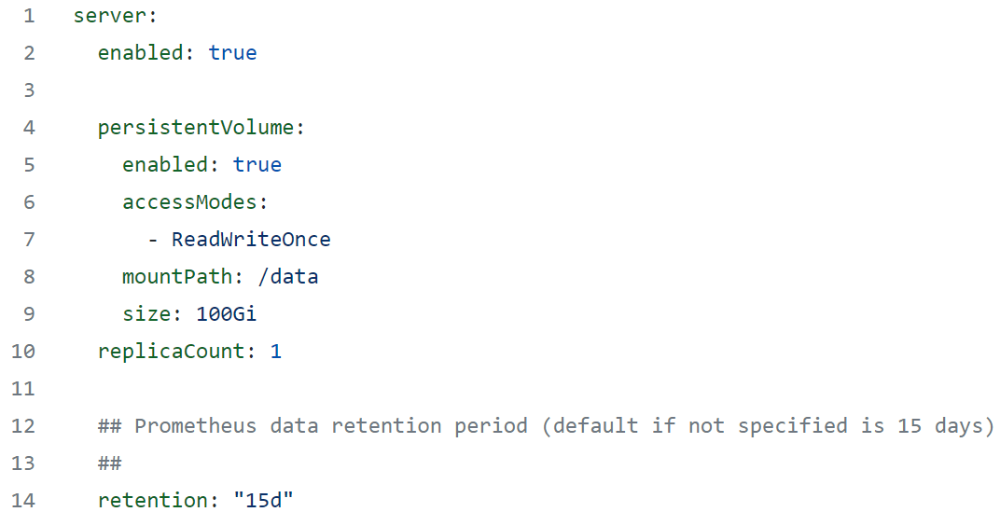 1 server:
2   enabled: true
3
4   persistentVolume:
5     enabled: true
6     accessModes:
7       - ReadWriteOnce
8     mountPath: /data
9     size: 100Gi
10   replicaCount: 1
11
12   ## Prometheus data retention period (default if not specified is 15 days)
13   ##
14   retention: "15d"